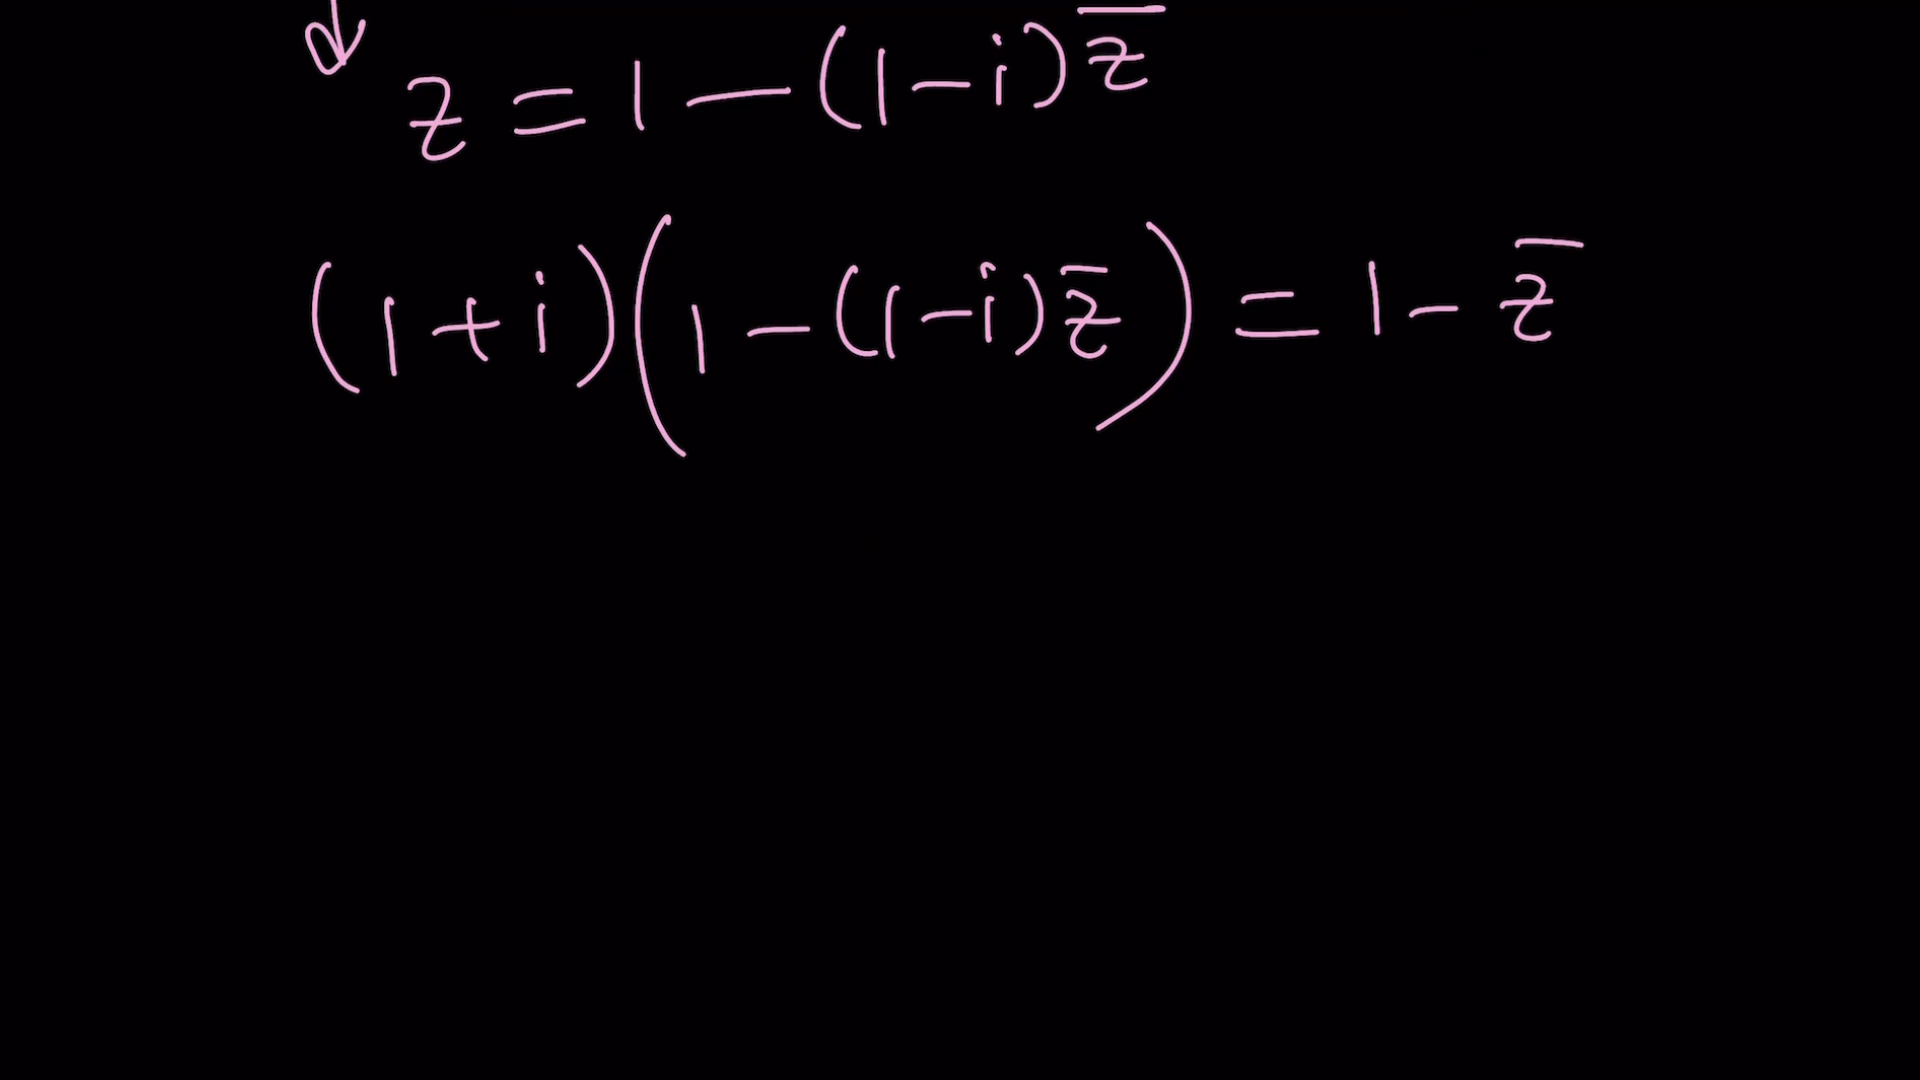 z = 1 - (1-i)z̅
(1+i)(1-(1-i)z̅) = 1 - z̅